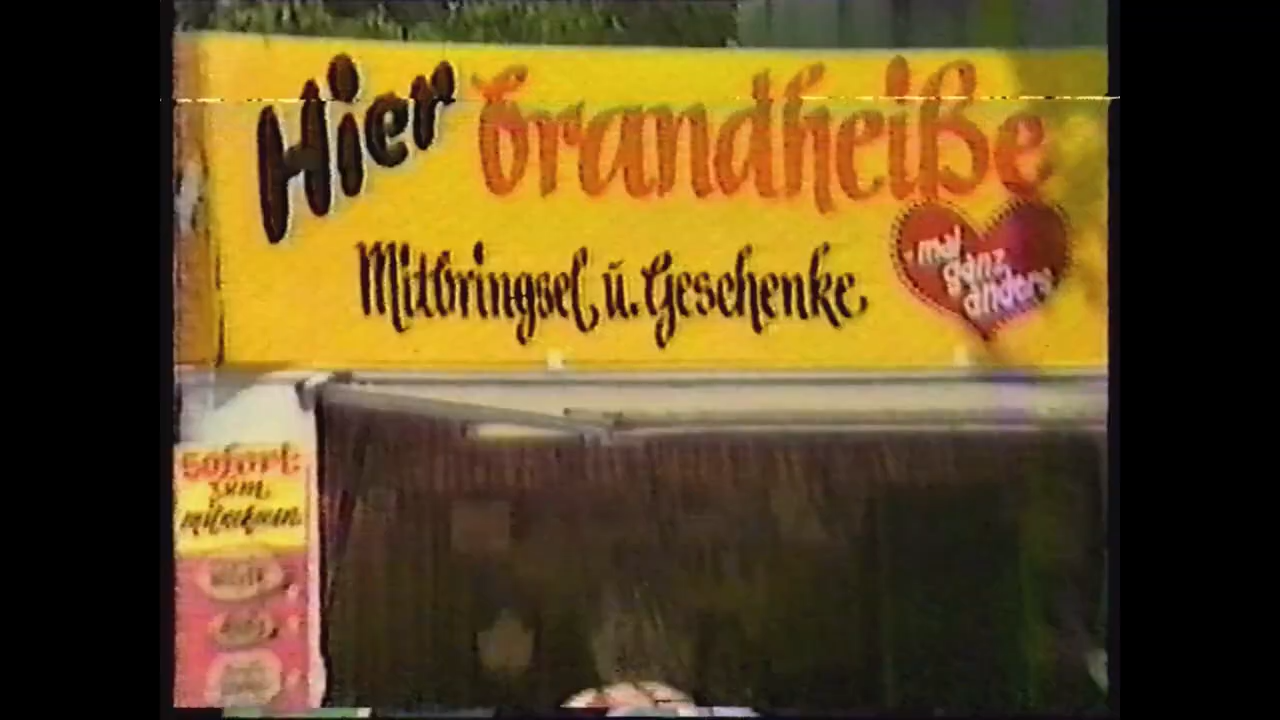 Hier brandheiße
Mitbringsel u. Geschenke
mal
ganz
anders
Sofort
zum
mitnehmen